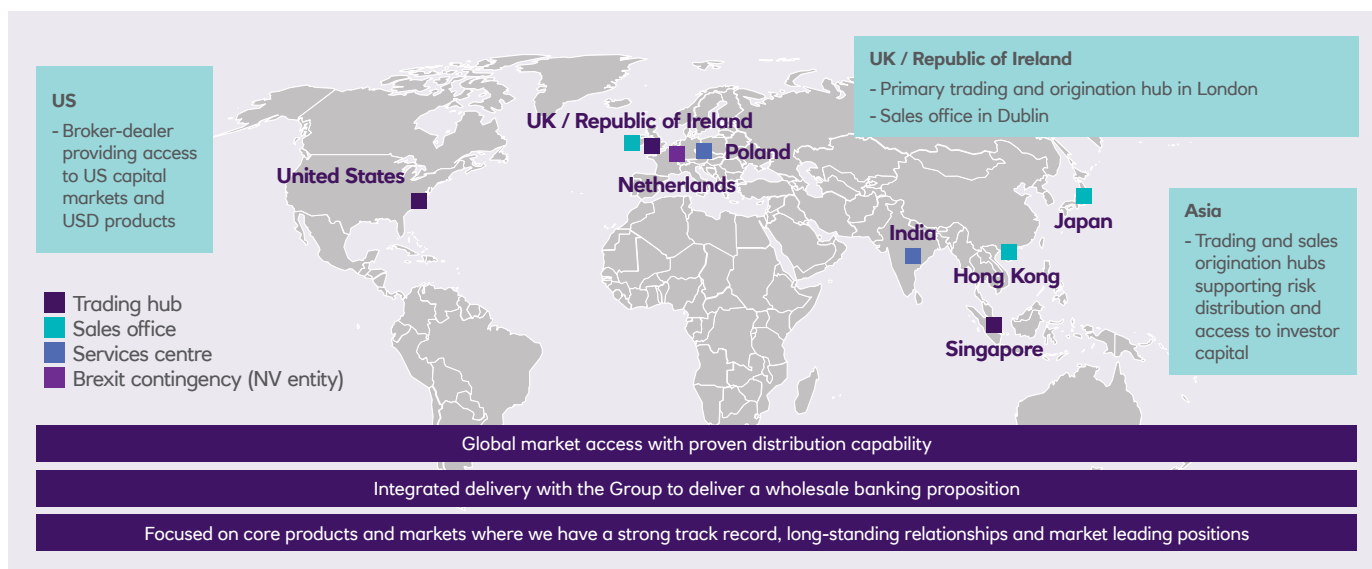 US
- Broker-dealer
providing access
to US capital
markets and
USD products
UK / Republic of Ireland
- Primary trading and origination hub in London
- Sales office in Dublin
UK / Republic of Ireland
Poland
United States
Netherlands
Japan
India
Hong Kong
Singapore
Asia
- Trading and sales
origination hubs
supporting risk
distribution and
access to investor
capital
Trading hub
Sales office
Services centre
Brexit contingency (NV entity)
Global market access with proven distribution capability
Integrated delivery with the Group to deliver a wholesale banking proposition
Focused on core products and markets where we have a strong track record, long-standing relationships and market leading positions